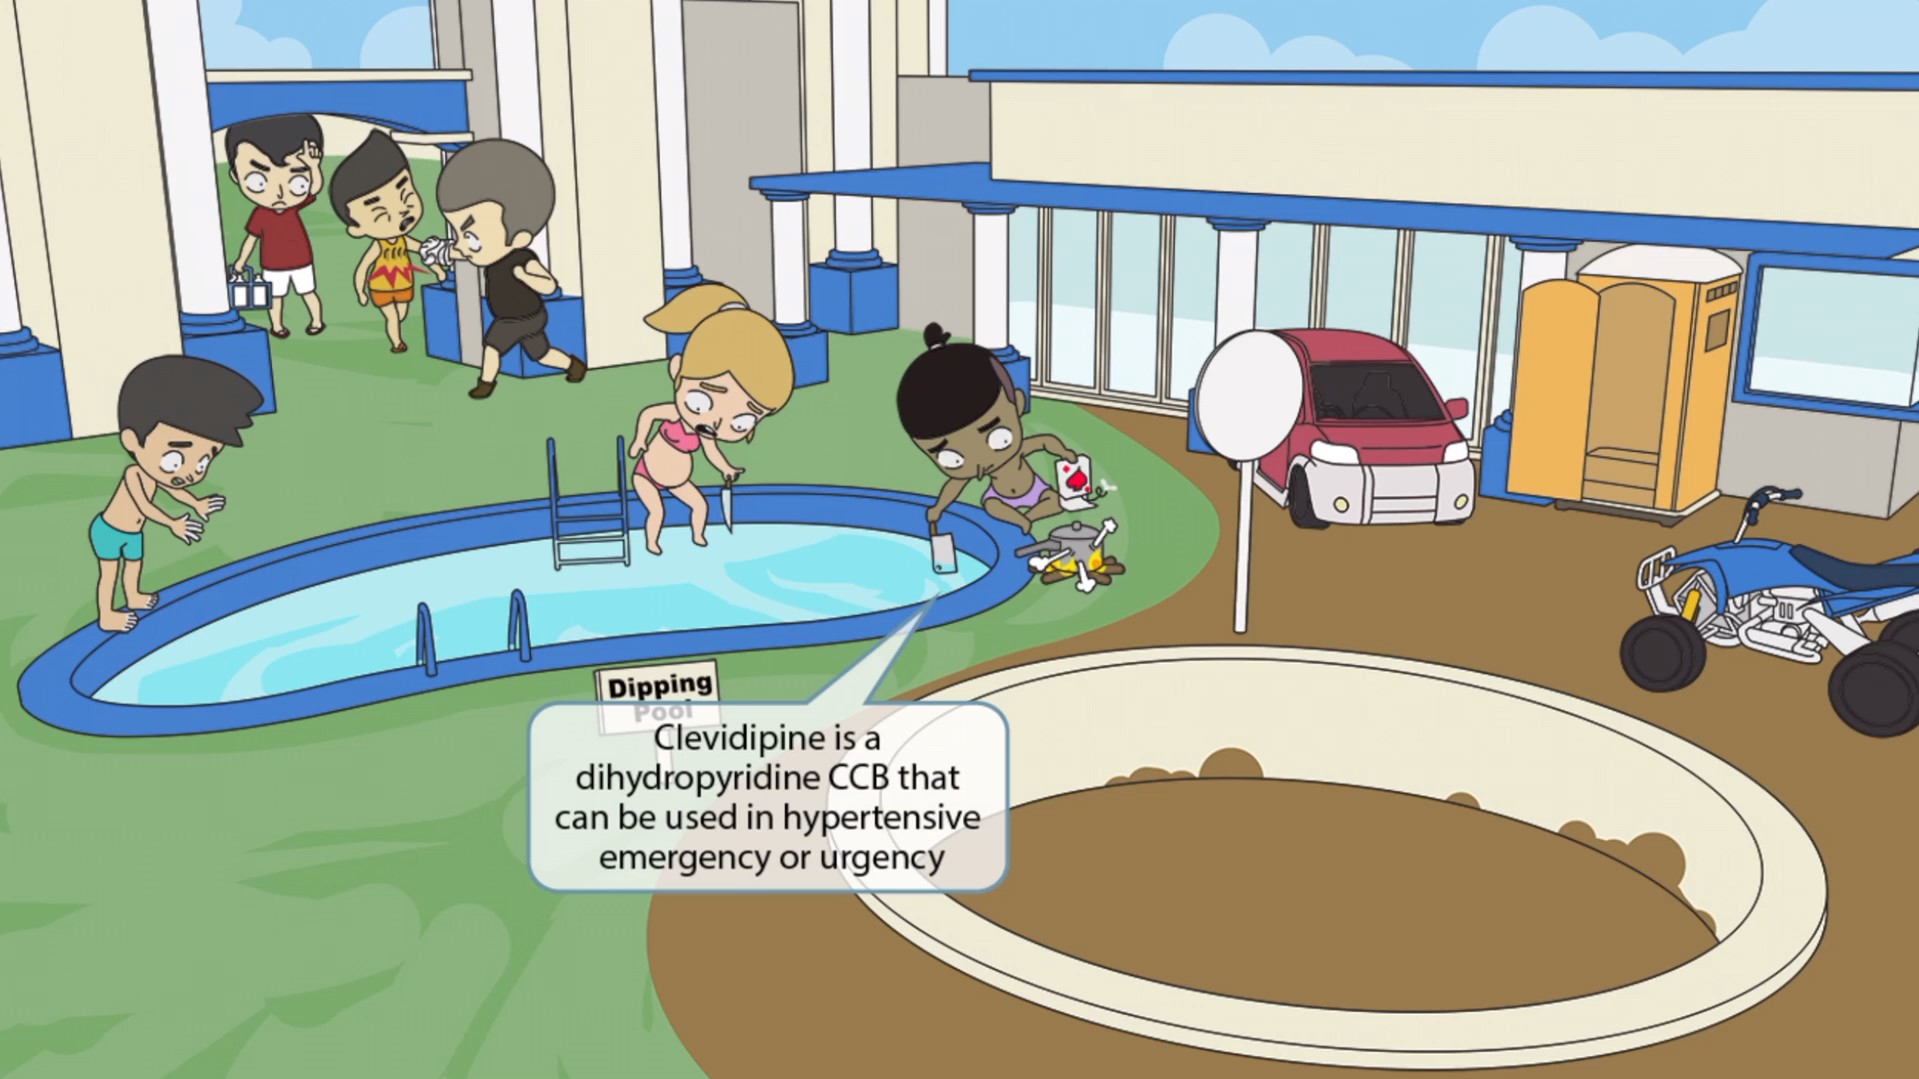 Dipping
Pool
Clevidipine is a
dihydropyridine CCB that
can be used in hypertensive
emergency or urgency